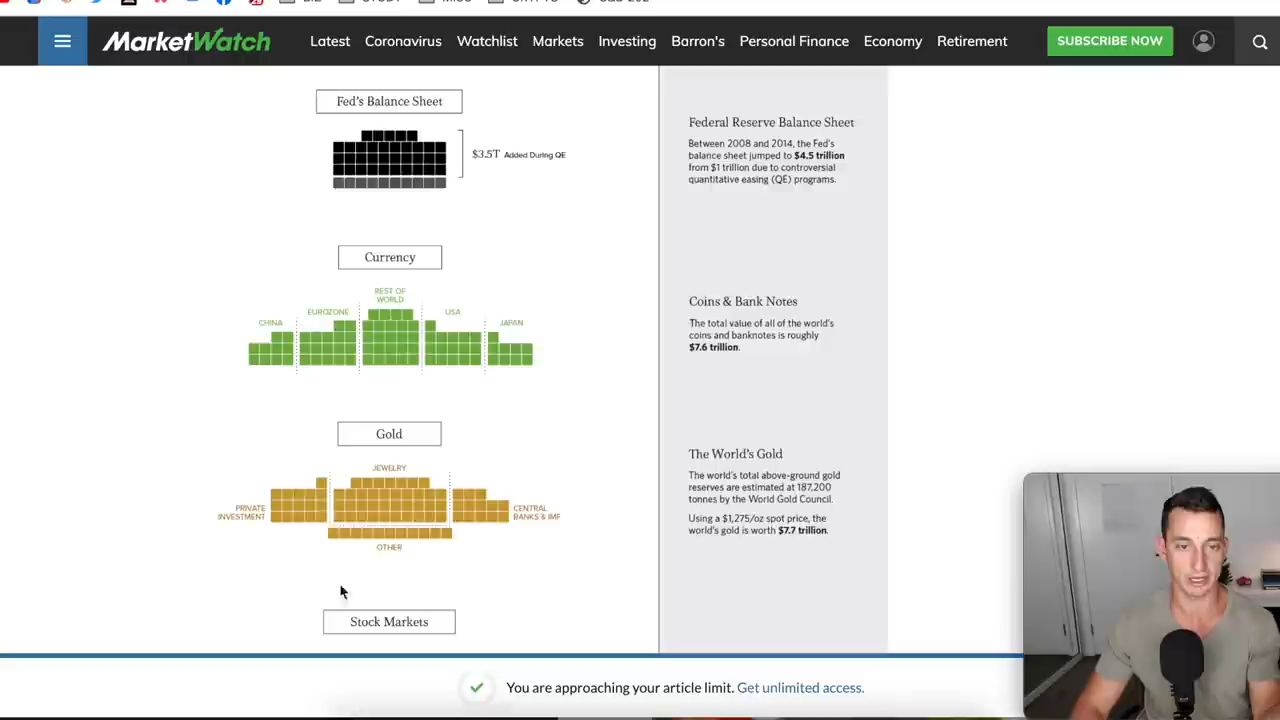 MarketWatch
Latest Coronavirus Watchlist Markets Investing Barron's Personal Finance Economy Retirement
SUBSCRIBE NOW
Fed's Balance Sheet
$3.5T Added During QE
Federal Reserve Balance Sheet
Between 2008 and 2014, the Fed's
balance sheet jumped to $4.5 trillion
from $1 trillion due to controversial
quantitative easing (QE) programs.
Currency
REST OF
WORLD
EUROZONE
USA
CHINA
JAPAN
Coins & Bank Notes
The total value of all of the world's
coins and banknotes is roughly
$7.6 trillion.
Gold
JEWELRY
PRIVATE
INVESTMENT
CENTRAL
BANKS & IMF
OTHER
The World's Gold
The world's total above-ground gold
reserves are estimated at 187,200
tonnes by the World Gold Council.
Using a $1,275/oz spot price, the
world's gold is worth $7.7 trillion.
Stock Markets
You are approaching your article limit. Get unlimited access.